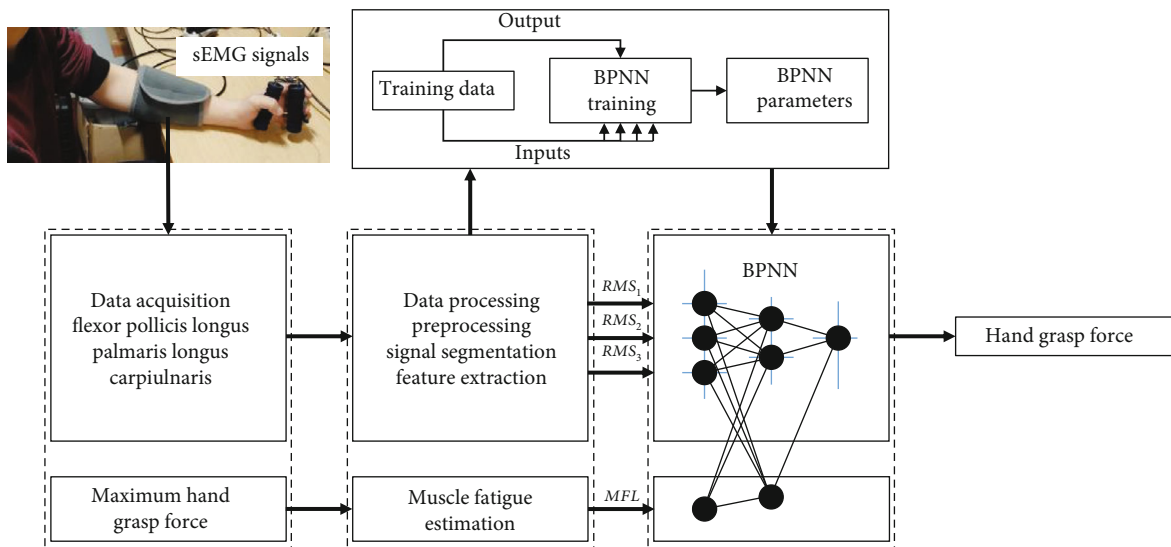 sEMG signals
Output
Training data
BPNN
training
BPNN
parameters
Inputs
Data acquisition
flexor pollicis longus
palmaris longus
carpiulnaris
Data processing
preprocessing
signal segmentation
feature extraction
RMS1
RMS2
RMS3
BPNN
Hand grasp force
Maximum hand
grasp force
Muscle fatigue
estimation
MFL